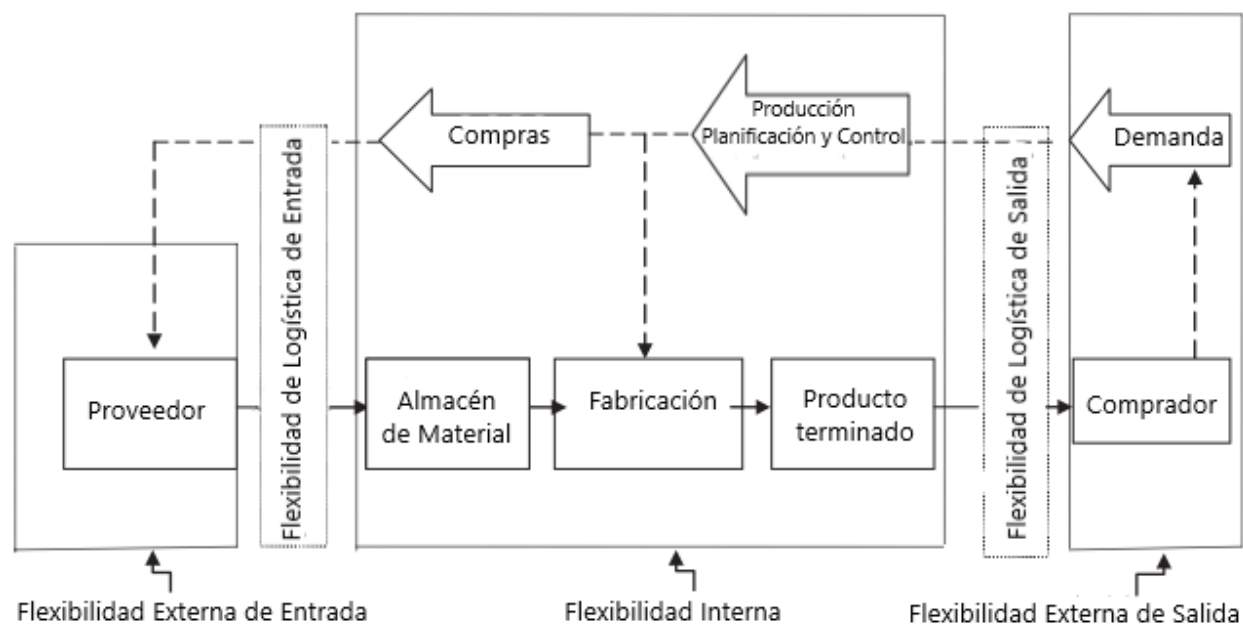 Producción
Planificación y Control
Compras
Demanda
Flexibilidad de Logística de Entrada
Flexibilidad de Logística de Salida
Proveedor
Almacén
de Material
Fabricación
Producto
terminado
Comprador
Flexibilidad Externa de Entrada
Flexibilidad Interna
Flexibilidad Externa de Salida